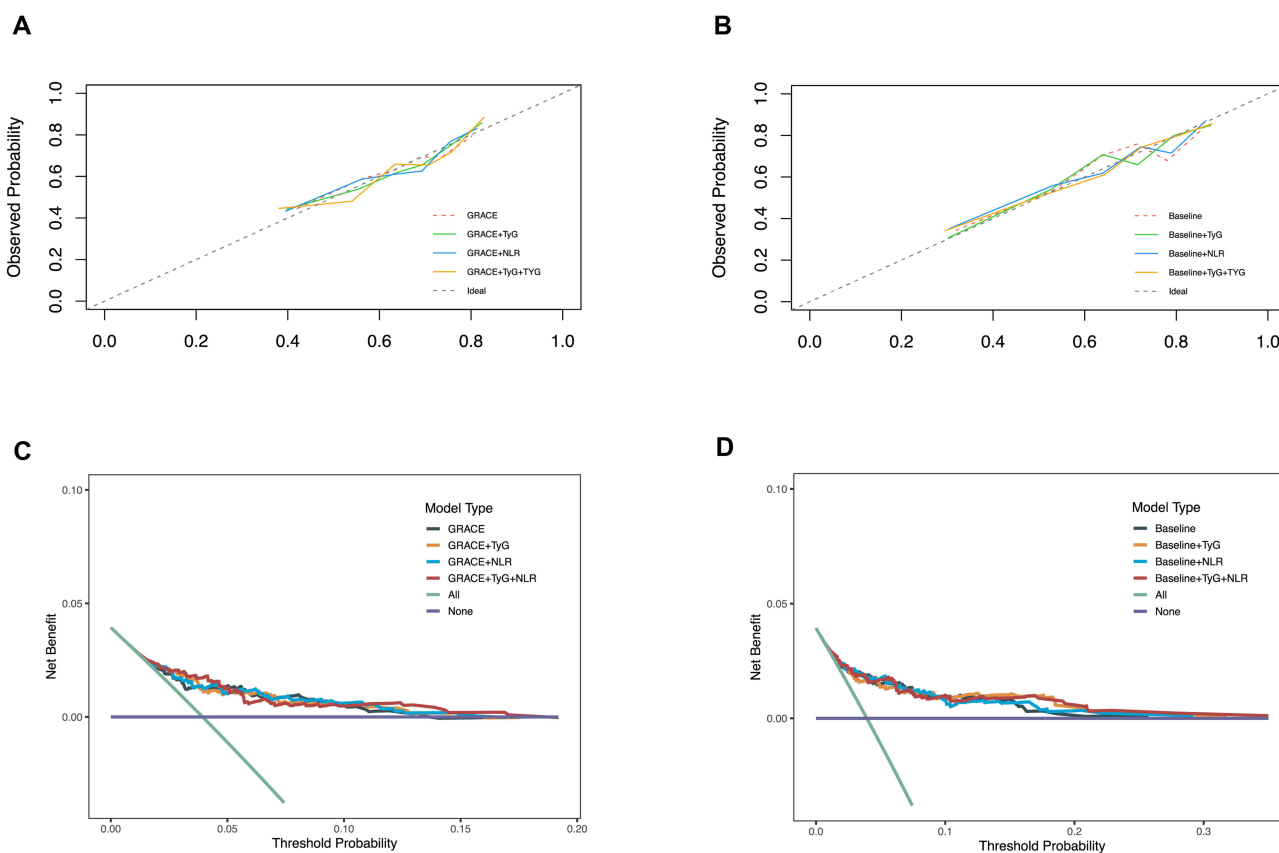 A
Observed Probability
1.0
0.8
0.6
0.4
0.2
0.0
GRACE
GRACE+TyG
GRACE+NLR
GRACE+TyG+TYG
Ideal
0.0 0.2 0.4 0.6 0.8 1.0
B
Observed Probability
1.0
0.8
0.6
0.4
0.2
0.0
Baseline
Baseline+TyG
Baseline+NLR
Baseline+TyG+TYG
Ideal
0.0 0.2 0.4 0.6 0.8 1.0
C
Net Benefit
0.10
0.05
0.00
Model Type
GRACE
GRACE+TyG
GRACE+NLR
GRACE+TyG+NLR
All
None
0.00 0.05 0.10 0.15 0.20
Threshold Probability
D
Net Benefit
0.10
0.05
0.00
Model Type
Baseline
Baseline+TyG
Baseline+NLR
Baseline+TyG+NLR
All
None
0.0 0.1 0.2 0.3
Threshold Probability